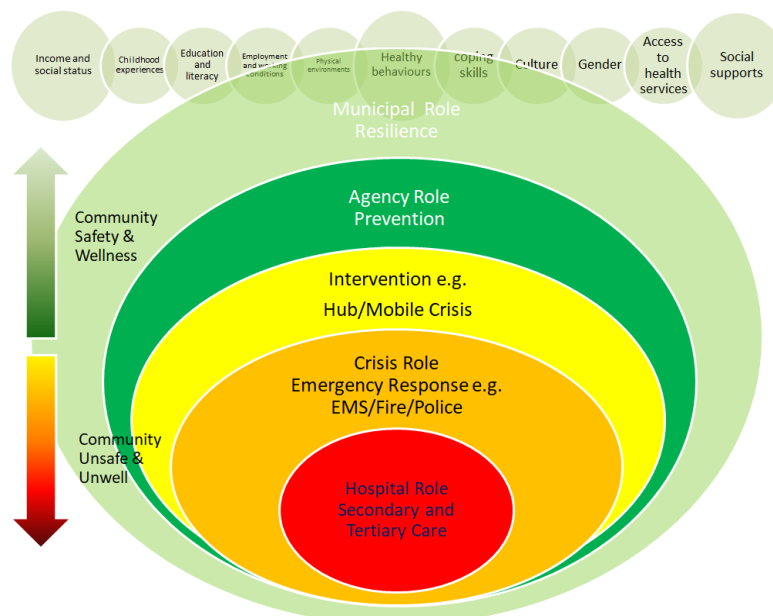 Income and
social status
Childhood
experiences
Education
and
literacy
Employment
and working
conditions
Physical
environments
Healthy
behaviours
coping
skills
Culture
Gender
Access
to
health
services
Social
supports
Municipal Role
Resilience
Agency Role
Prevention
Community
Safety &
Wellness
Intervention e.g.
Hub/Mobile Crisis
Crisis Role
Emergency Response e.g.
EMS/Fire/Police
Community
Unsafe &
Unwell
Hospital Role
Secondary and
Tertiary Care